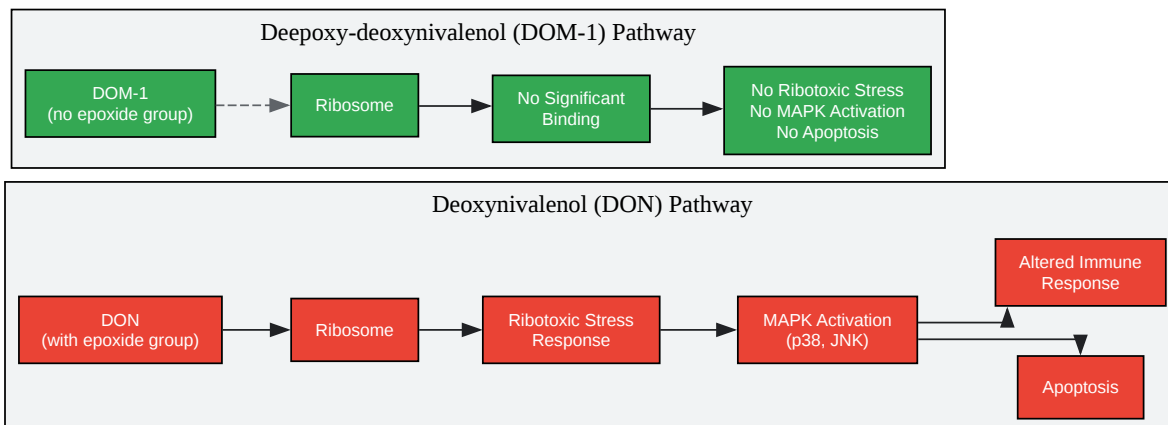 Deepoxy-deoxynivalenol (DOM-1) Pathway
DOM-1
(no epoxide group)
Ribosome
No Significant
Binding
No Ribotoxic Stress
No MAPK Activation
No Apoptosis
Deoxynivalenol (DON) Pathway
DON
(with epoxide group)
Ribosome
Ribotoxic Stress
Response
MAPK Activation
(p38, JNK)
Altered Immune
Response
Apoptosis